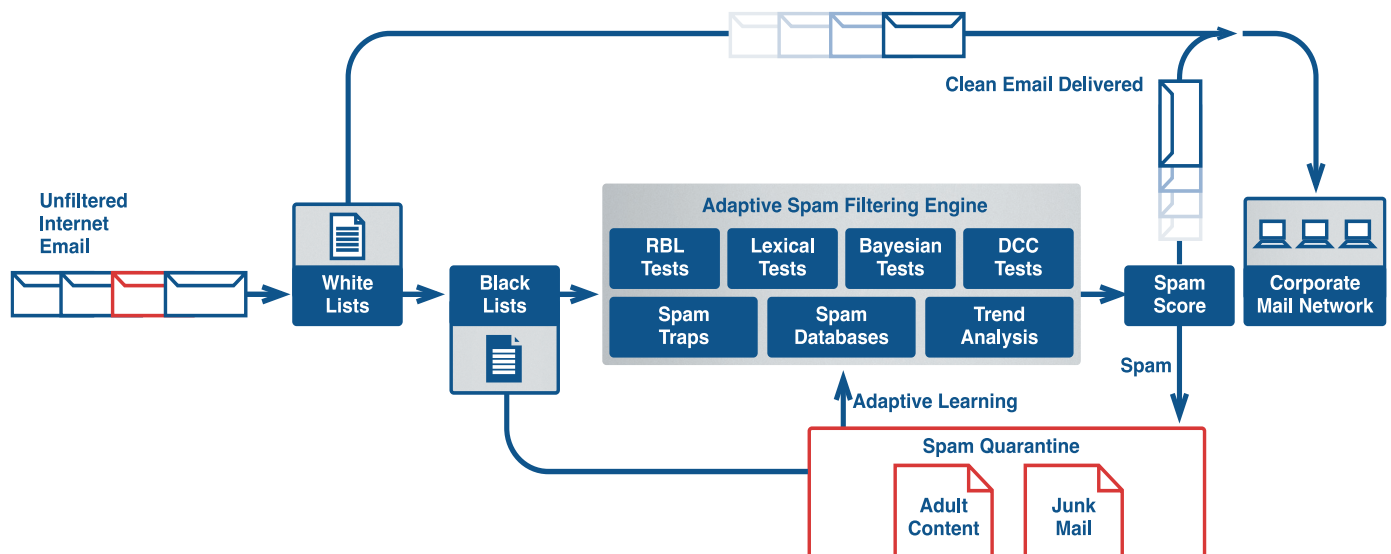 Clean Email Delivered
Unfiltered
Internet
Email
White
Lists
Black
Lists
Adaptive Spam Filtering Engine
RBL
Tests
Lexical
Tests
Bayesian
Tests
DCC
Tests
Spam
Traps
Spam
Databases
Trend
Analysis
Spam
Score
Corporate
Mail Network
Spam
Adaptive Learning
Spam Quarantine
Adult
Content
Junk
Mail